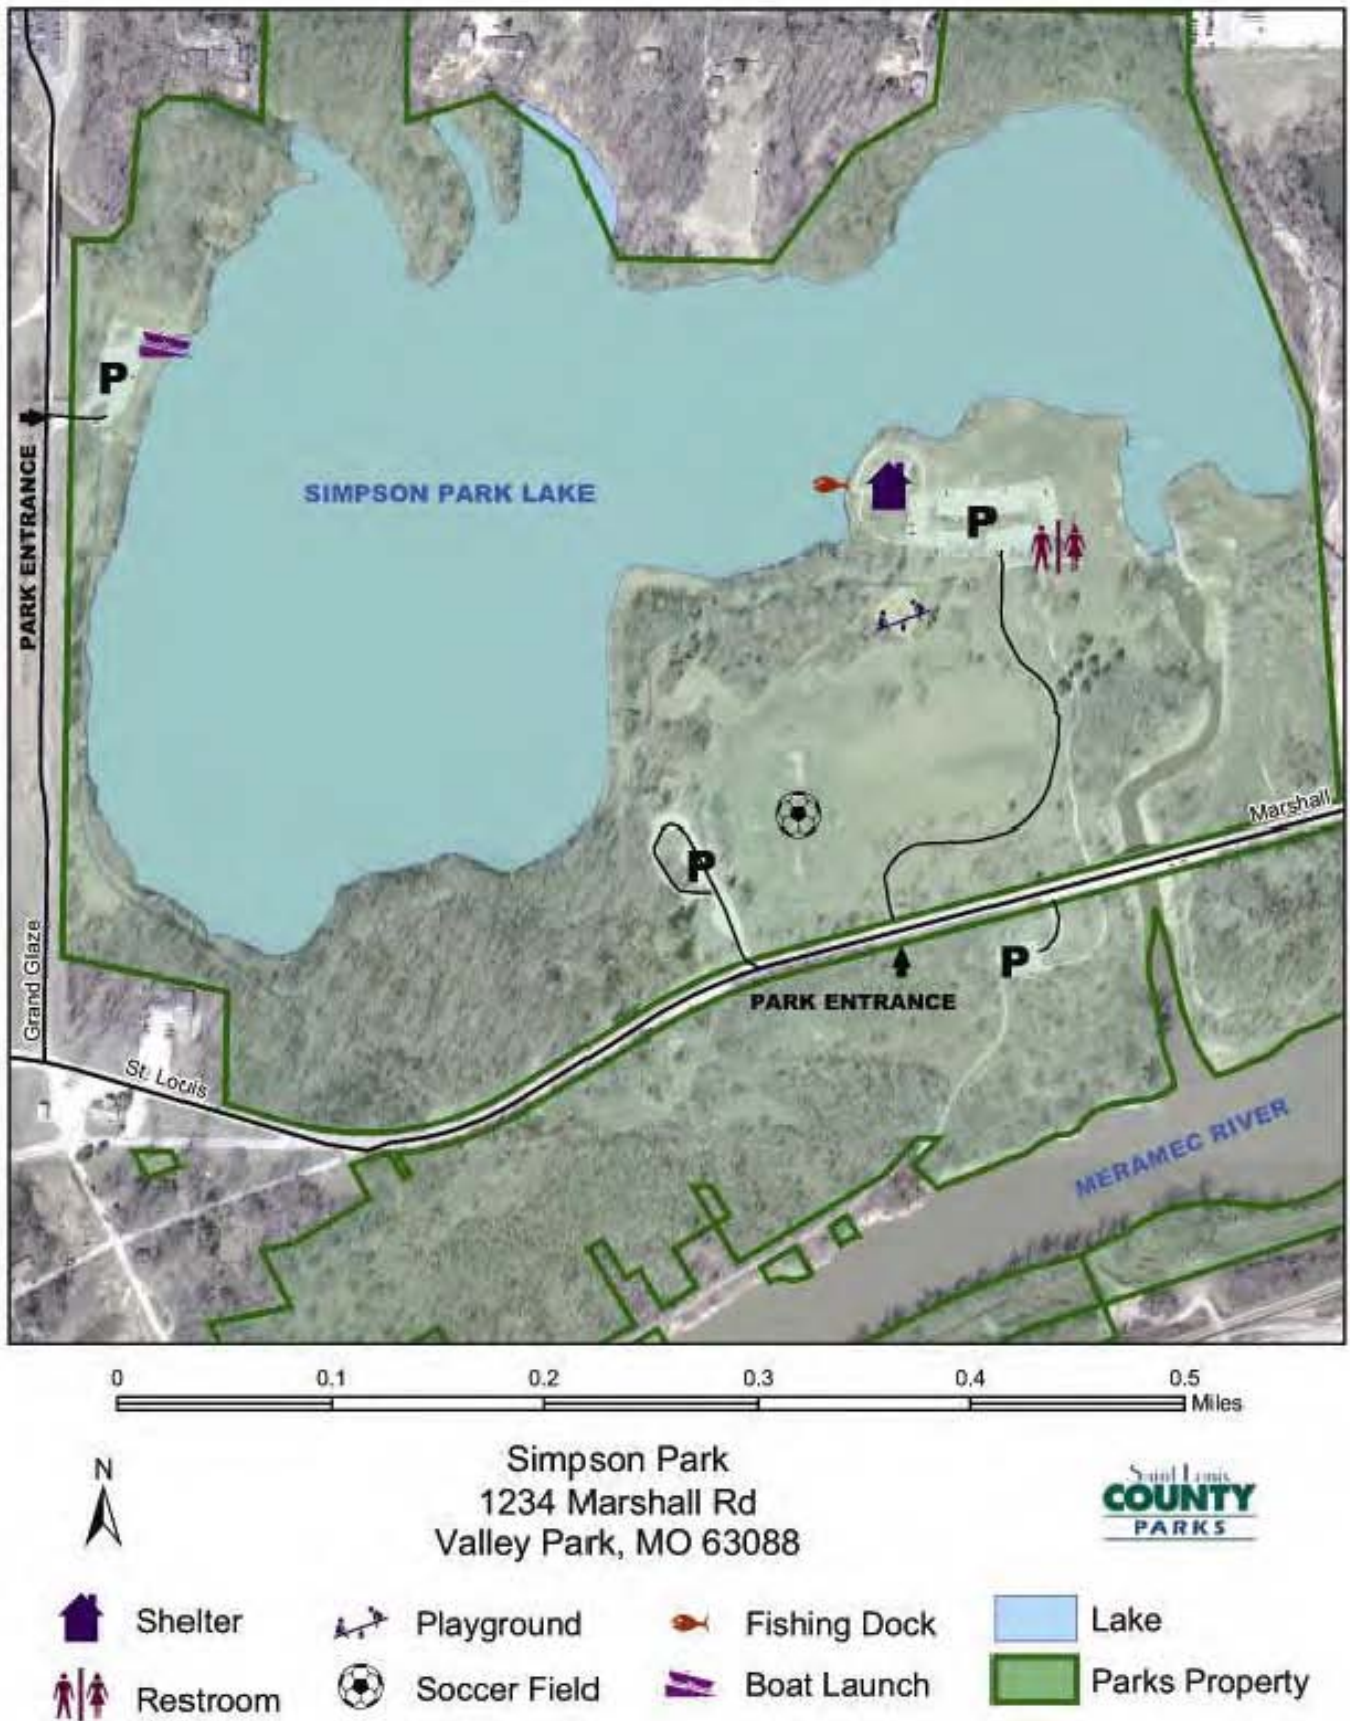 P
PARK ENTRANCE
SIMPSON PARK LAKE
P
P
Marshall
P
PARK ENTRANCE
Grand Glaze
St. Louis
MERAMEC RIVER
0 0.1 0.2 0.3 0.4 0.5
Miles
N
Simpson Park
1234 Marshall Rd
Valley Park, MO 63088
Saint Louis
COUNTY
PARKS
Shelter
Playground
Fishing Dock
Lake
Restroom
Soccer Field
Boat Launch
Parks Property